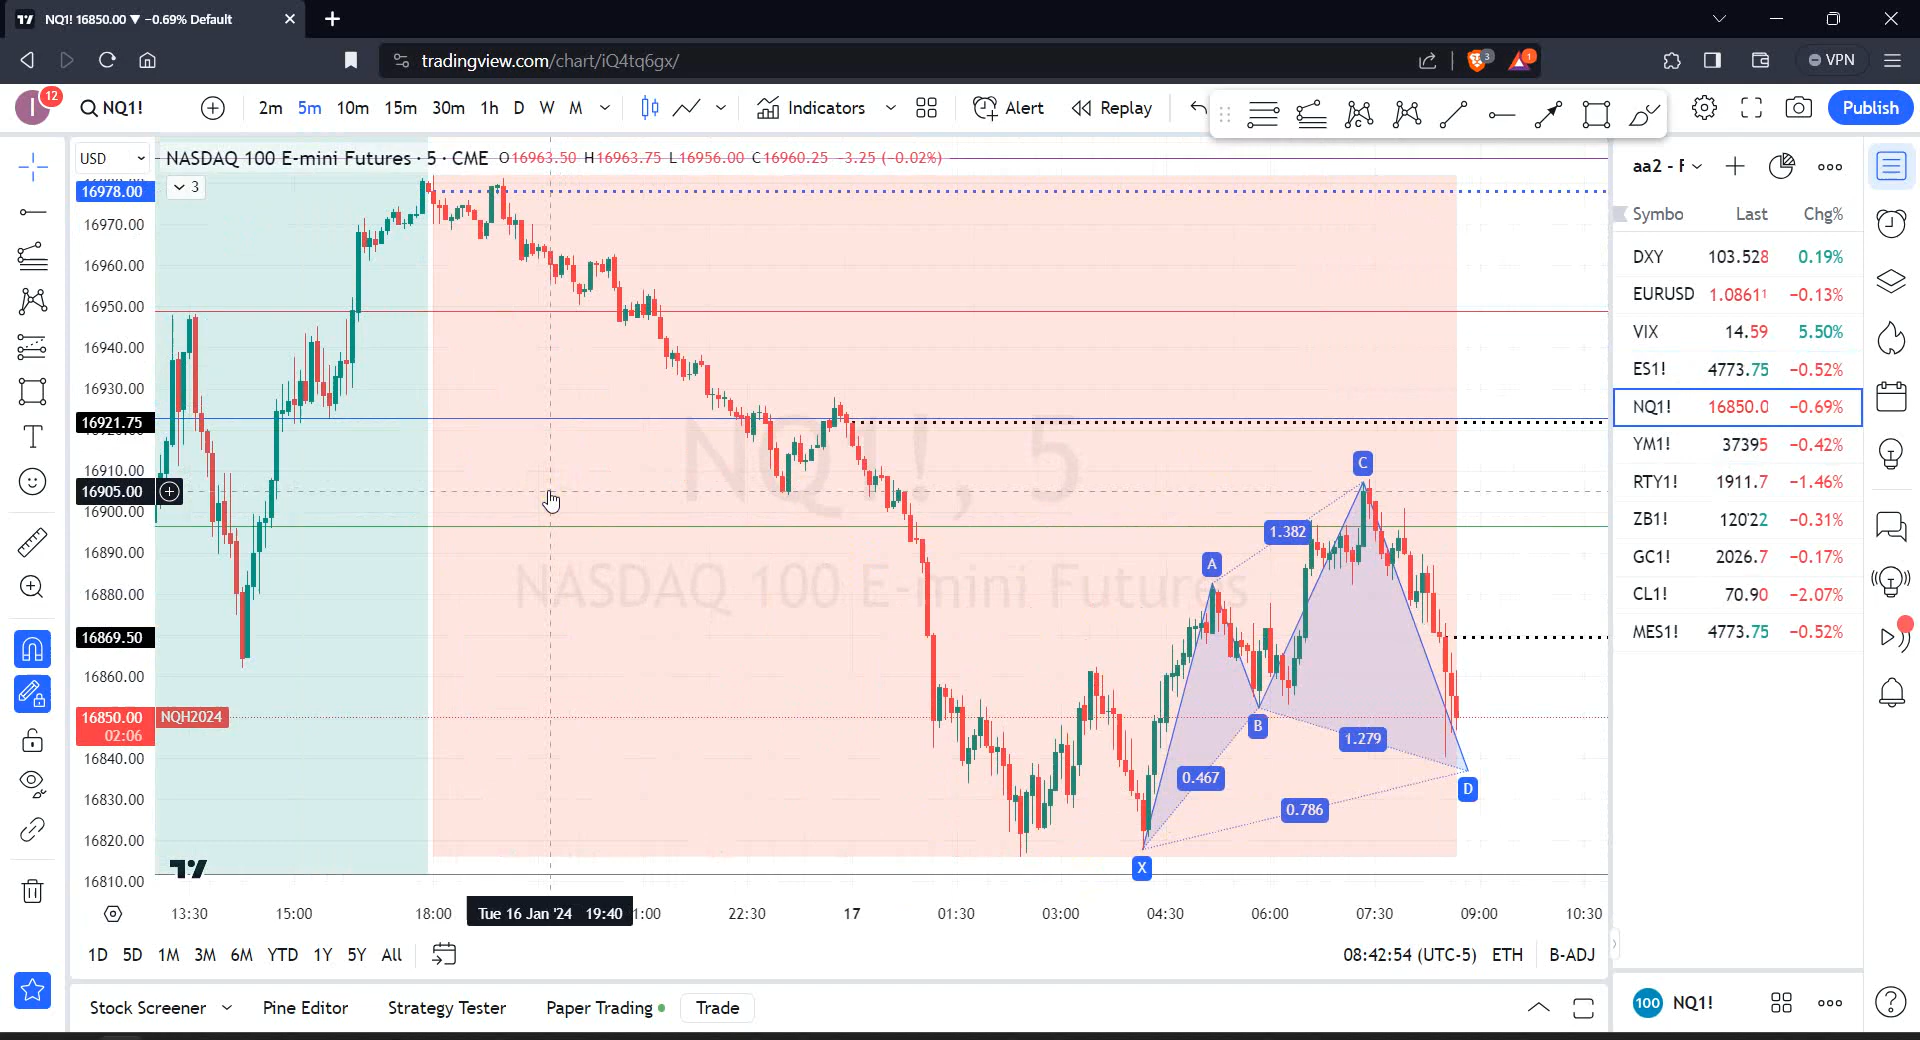 NQ1! 16850.00 ▼ −0.69% Default
tradingview.com/chart/iQ4tq6gx/
3
1
VPN
I
12
NQ1!
2m 5m 10m 15m 30m 1h D W M
Indicators
Alert
Replay
Publish
USD
NASDAQ 100 E-mini Futures · 5 · CME O16963.50 H16963.75 L16956.00 C16960.25 −3.25 (−0.02%)
3
16978.00
16970.00
16960.00
16950.00
16940.00
16930.00
16921.75
16910.00
16905.00
16900.00
16890.00
16880.00
16869.50
16860.00
16850.00
02:06
NQH2024
16840.00
16830.00
16820.00
16810.00
NQ1!, 5
NASDAQ 100 E-mini Futures
C
1.382
A
B
1.279
0.467
0.786
D
X
13:30 15:00 18:00 Tue 16 Jan '24 19:40 1:00 22:30 17 01:30 03:00 04:30 06:00 07:30 09:00 10:30
1D 5D 1M 3M 6M YTD 1Y 5Y All
08:42:54 (UTC-5) ETH B-ADJ
Stock Screener Pine Editor Strategy Tester Paper Trading Trade
aa2 - F
Symbo Last Chg%
DXY 103.528 0.19%
EURUSD 1.08611 −0.13%
VIX 14.59 5.50%
ES1! 4773.75 −0.52%
NQ1! 16850.0 −0.69%
YM1! 37395 −0.42%
RTY1! 1911.7 −1.46%
ZB1! 120'22 −0.31%
GC1! 2026.7 −0.17%
CL1! 70.90 −2.07%
MES1! 4773.75 −0.52%
100 NQ1!